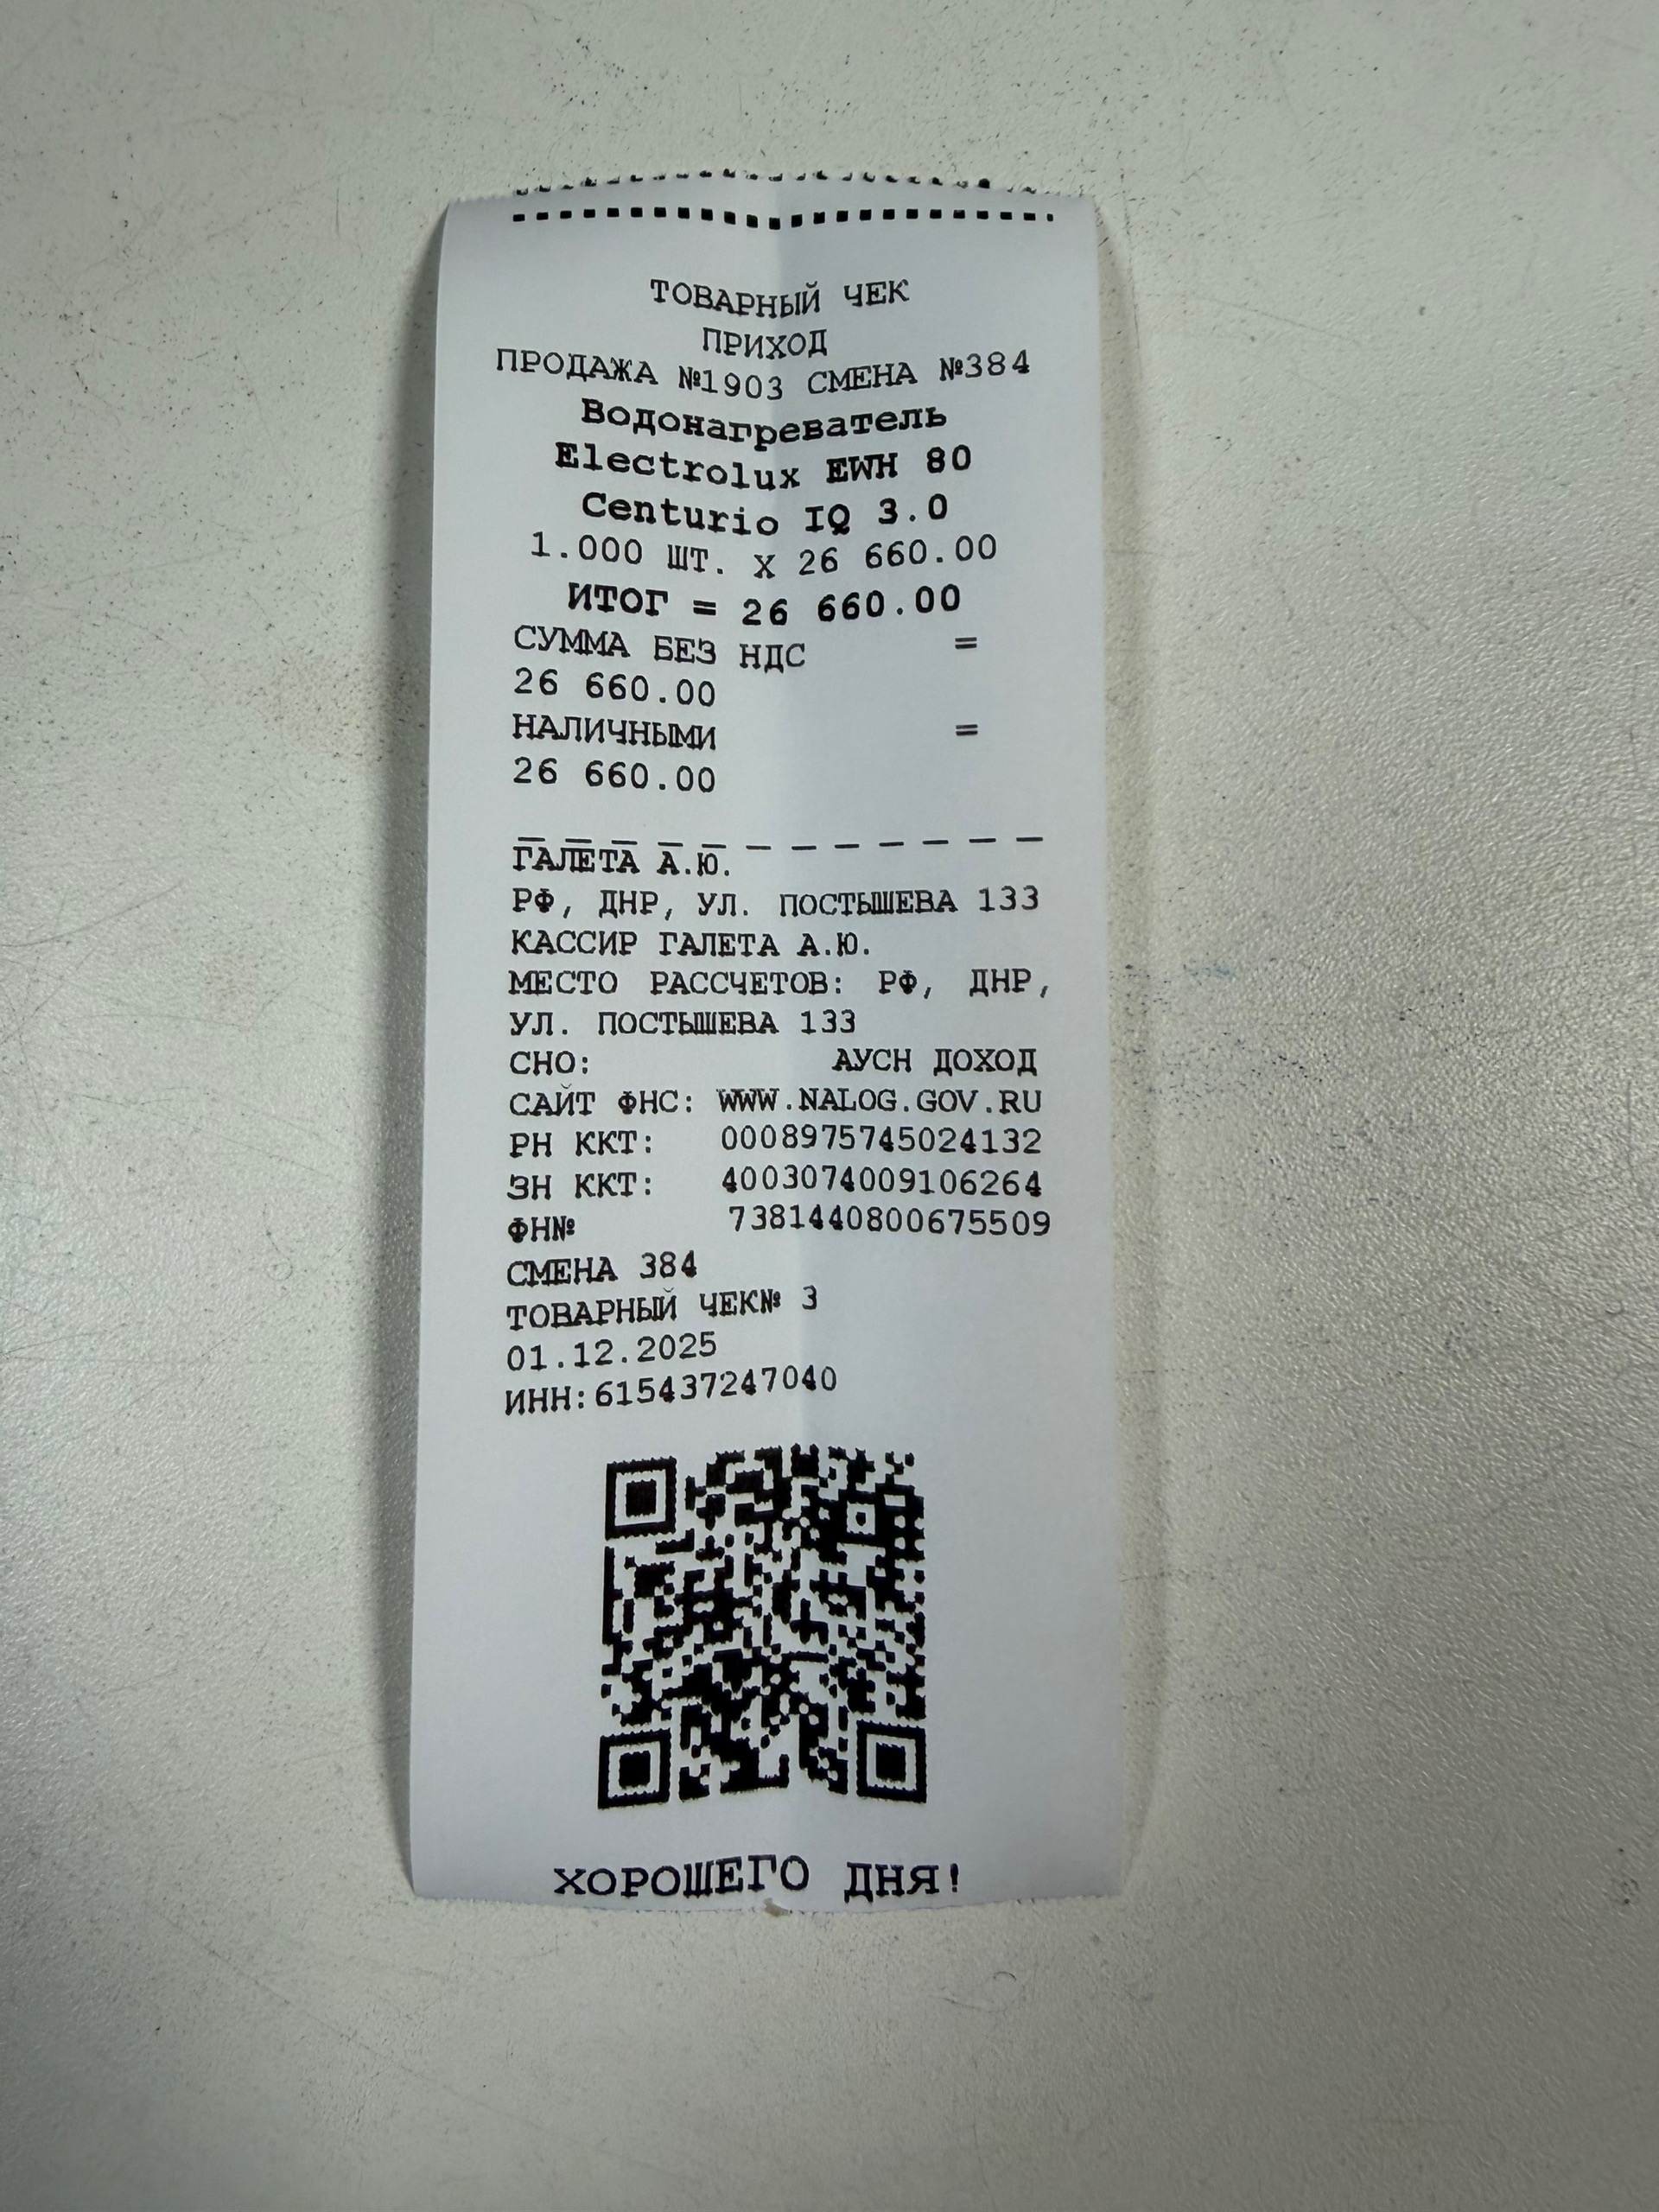 ТОВАРНЫЙ ЧЕК
ПРИХОД
ПРОДАЖА №1903 СМЕНА №384
Водонагреватель
Electrolux EWH 80
Centurio IQ 3.0
1.000 ШТ. X 26 660.00
ИТОГ = 26 660.00
СУММА БЕЗ НДС =
26 660.00
НАЛИЧНЫМИ =
26 660.00
ГАЛЕТА А.Ю.
РФ, ДНР, УЛ. ПОСТЫШЕВА 133
КАССИР ГАЛЕТА А.Ю.
МЕСТО РАССЧЕТОВ: РФ, ДНР,
УЛ. ПОСТЫШЕВА 133
СНО: АУСН ДОХОД
САЙТ ФНС: WWW.NALOG.GOV.RU
РН ККТ: 0008975745024132
ЗН ККТ: 4003074009106264
ФН№ 7381440800675509
СМЕНА 384
ТОВАРНЫЙ ЧЕК№ 3
01.12.2025
ИНН:615437247040
ХОРОШЕГО ДНЯ!